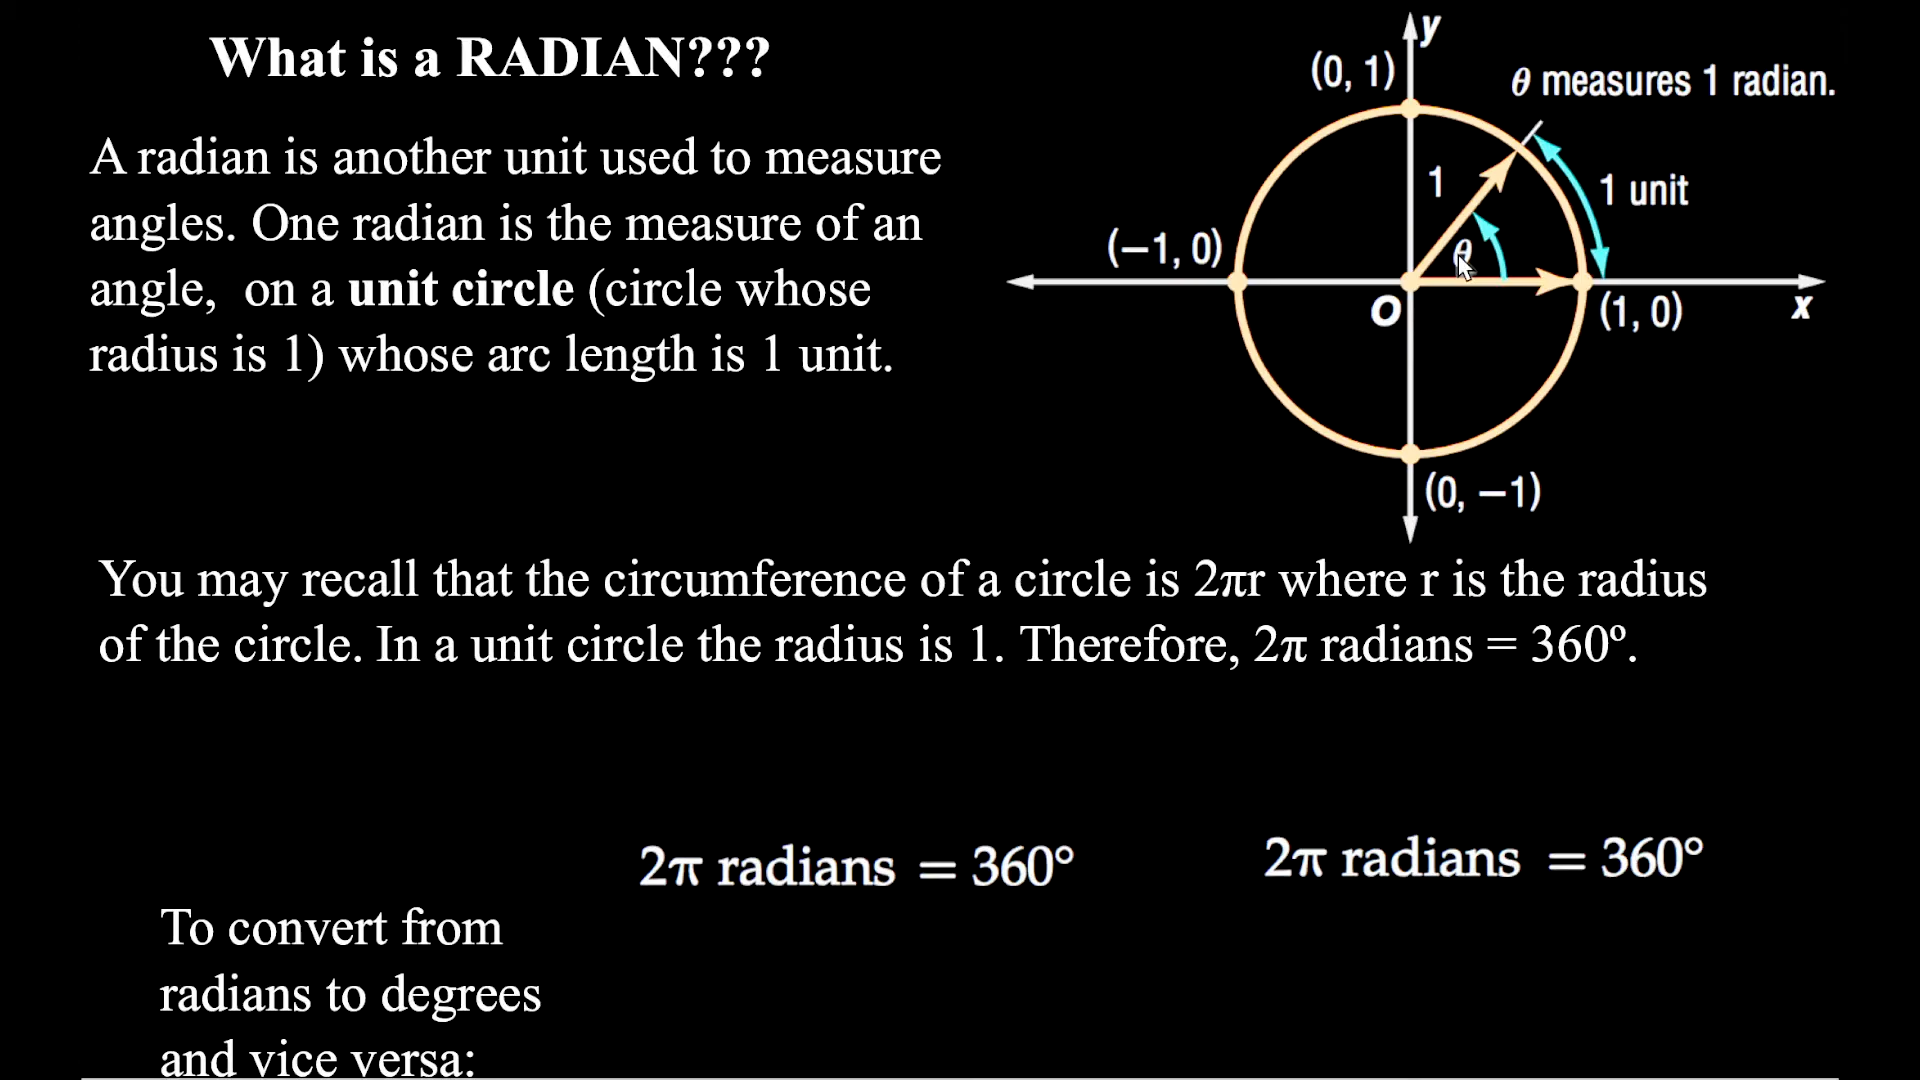 What is a RADIAN???
A radian is another unit used to measure
angles. One radian is the measure of an
angle,  on a unit circle (circle whose
radius is 1) whose arc length is 1 unit.
y
(0, 1)
θ measures 1 radian.
1
1 unit
(−1, 0)
θ
O
(1, 0)
x
(0, −1)
You may recall that the circumference of a circle is 2πr where r is the radius
of the circle. In a unit circle the radius is 1. Therefore, 2π radians = 360º.
2π radians = 360°
2π radians = 360°
To convert from
radians to degrees
and vice versa: